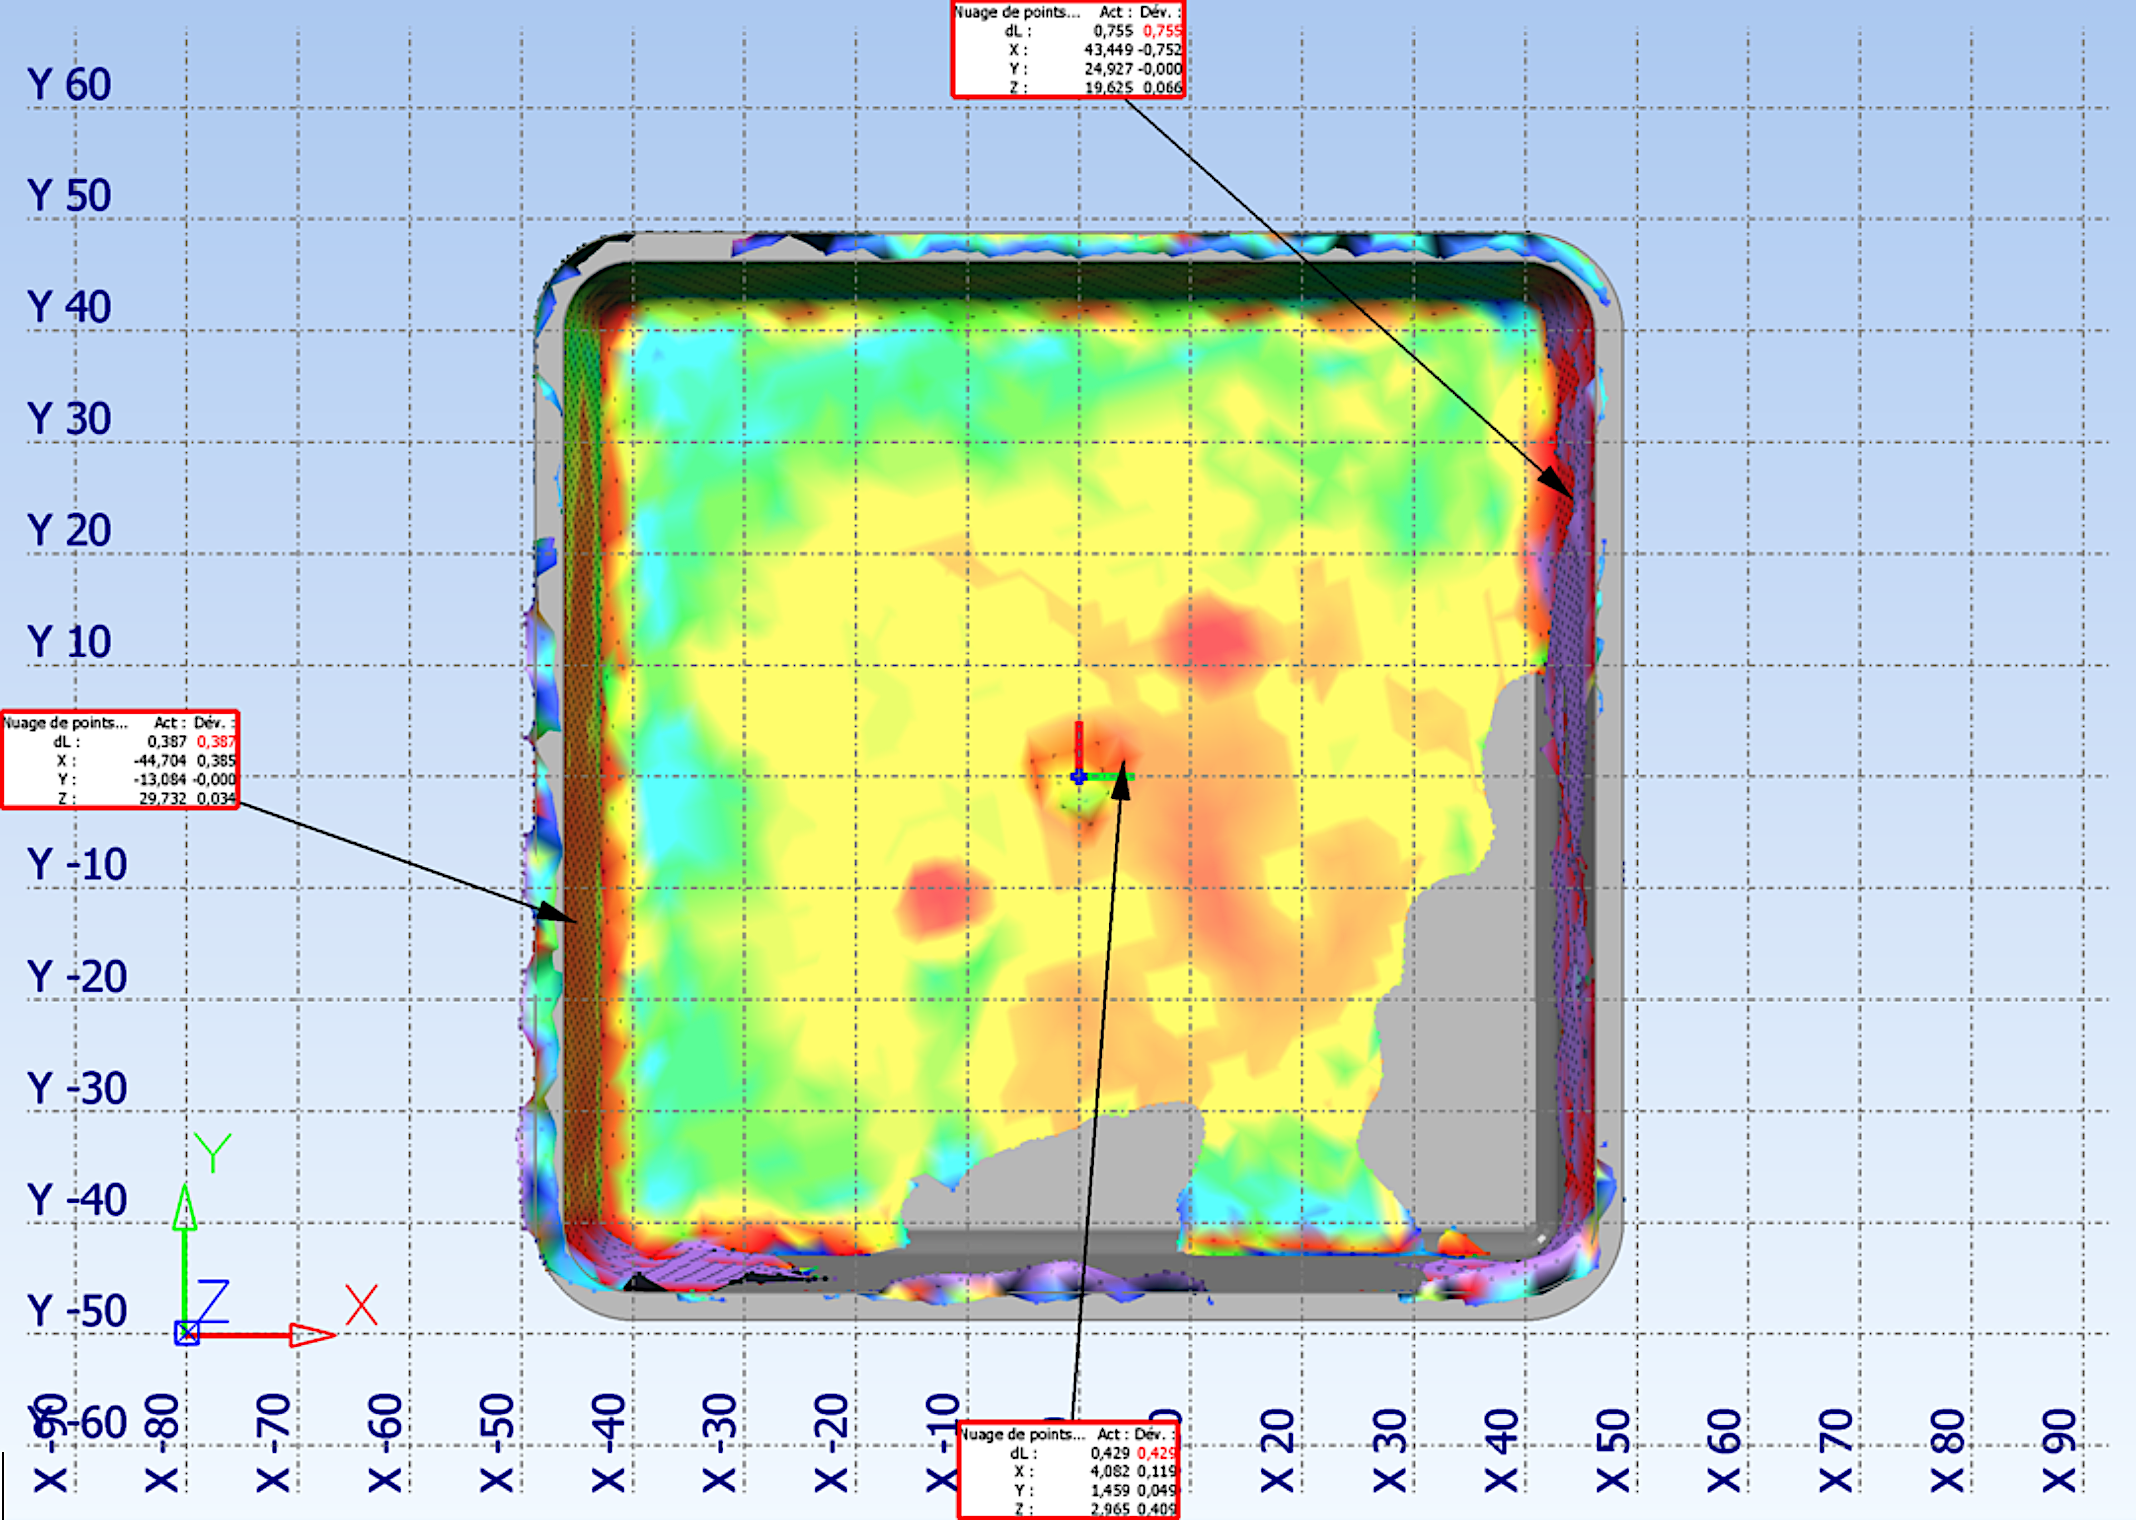 Nuage de points... Act : Dév. :
dL : 0,755 0,755
X : 43,449 -0,752
Y : 24,927 -0,000
Z : 19,625 0,066
Y 60
Y 50
Y 40
Y 30
Y 20
Y 10
Nuage de points... Act : Dév. :
dL : 0,387 0,387
X : -44,704 0,385
Y : -13,084 -0,000
Z : 29,732 0,034
Y -10
Y -20
Y -30
Y -40
Y -50
Y -60
Y
Z
X
X -90
X -80
X -70
X -60
X -50
X -40
X -30
X -20
X -10
X 20
X 30
X 40
X 50
X 60
X 70
X 80
X 90
Nuage de points... Act : Dév. :
dL : 0,429 0,429
X : 4,082 0,119
Y : 1,459 0,049
Z : 2,965 0,409